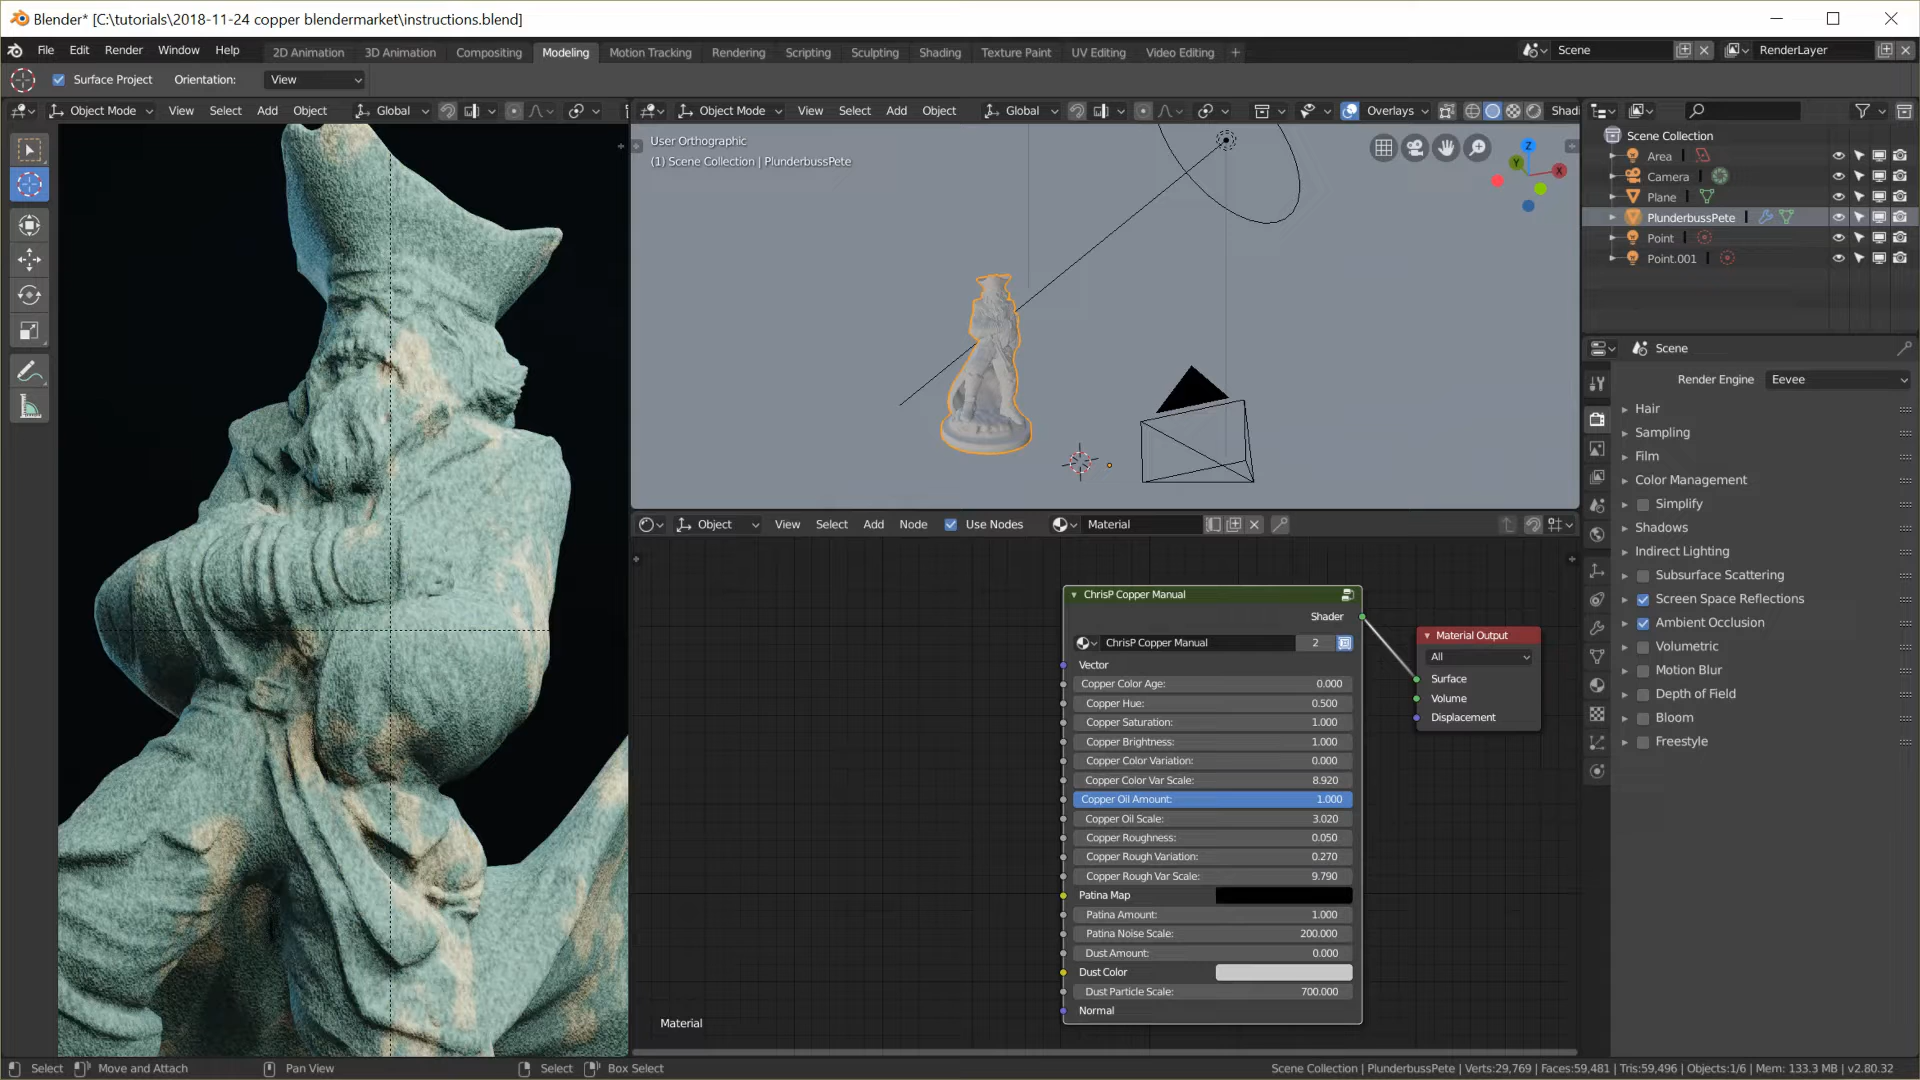 Blender* [C:\tutorials\2018-11-24 copper blendermarket\instructions.blend]
File Edit Render Window Help 2D Animation 3D Animation Compositing Modeling Motion Tracking Rendering Scripting Sculpting Shading Texture Paint UV Editing Video Editing + Scene RenderLayer
Surface Project Orientation: View
Object Mode View Select Add Object Global
Object Mode View Select Add Object Global Overlays Shadi
User Orthographic
(1) Scene Collection | PlunderbussPete
Z
Y
X
Scene Collection
Area
Camera
Plane
PlunderbussPete
Point
Point.001
Scene
Render Engine Eevee
Hair
Sampling
Film
Color Management
Simplify
Shadows
Indirect Lighting
Subsurface Scattering
Screen Space Reflections
Ambient Occlusion
Volumetric
Motion Blur
Depth of Field
Bloom
Freestyle
Object View Select Add Node Use Nodes Material
ChrisP Copper Manual
Shader
ChrisP Copper Manual 2
Vector
Copper Color Age: 0.000
Copper Hue: 0.500
Copper Saturation: 1.000
Copper Brightness: 1.000
Copper Color Variation: 0.000
Copper Color Var Scale: 8.920
Copper Oil Amount: 1.000
Copper Oil Scale: 3.020
Copper Roughness: 0.050
Copper Rough Variation: 0.270
Copper Rough Var Scale: 9.790
Patina Map
Patina Amount: 1.000
Patina Noise Scale: 200.000
Dust Amount: 0.000
Dust Color
Dust Particle Scale: 700.000
Normal
Material Output
All
Surface
Volume
Displacement
Material
Select Move and Attach Pan View Select Box Select Scene Collection | PlunderbussPete | Verts:29,769 | Faces:59,481 | Tris:59,496 | Objects:1/6 | Mem: 133.3 MB | v2.80.32